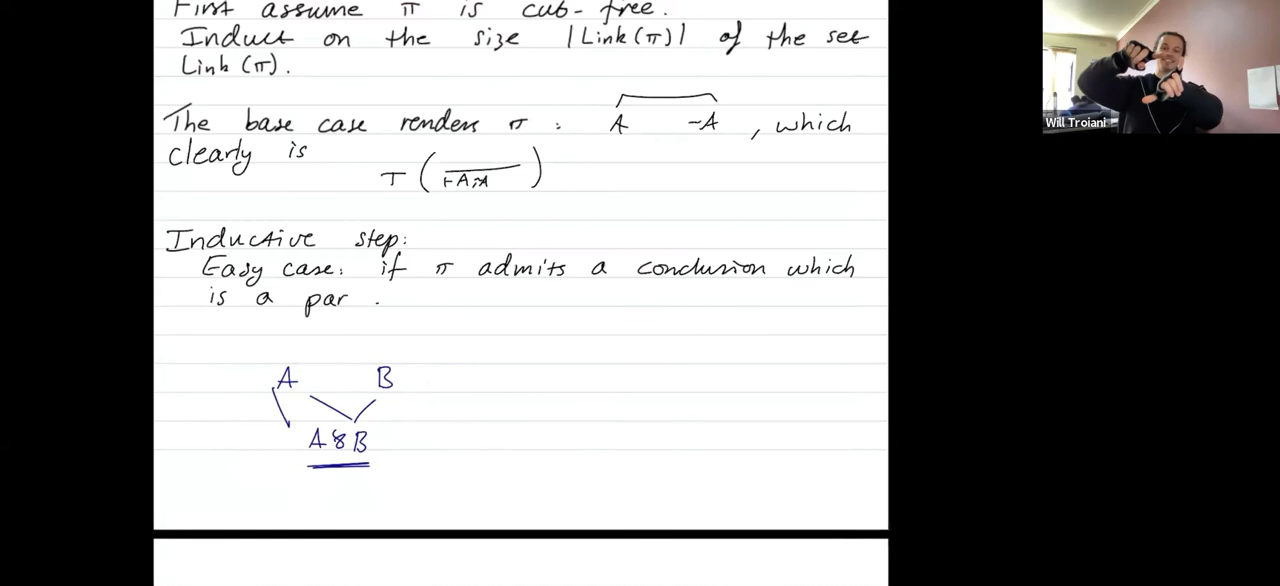 First assume π is cub-free.
Induct on the size |Link(π)| of the set
Link(π).
The base case renders π : A ¬A , which
clearly is
T ( ⊢A,¬A )
Inductive step:
Easy case: if π admits a conclusion which
is a par .
A B
A⅋B
Will Troiani